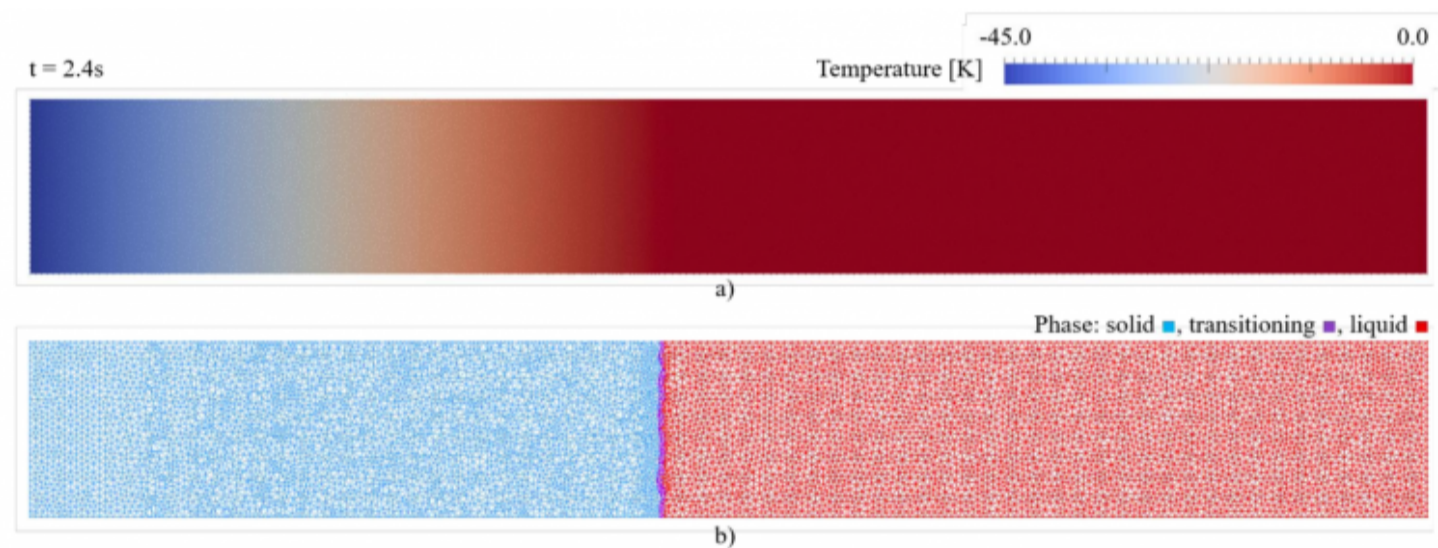 -45.0 0.0
t = 2.4s Temperature [K]
a)
Phase: solid ■, transitioning ■, liquid ■
b)